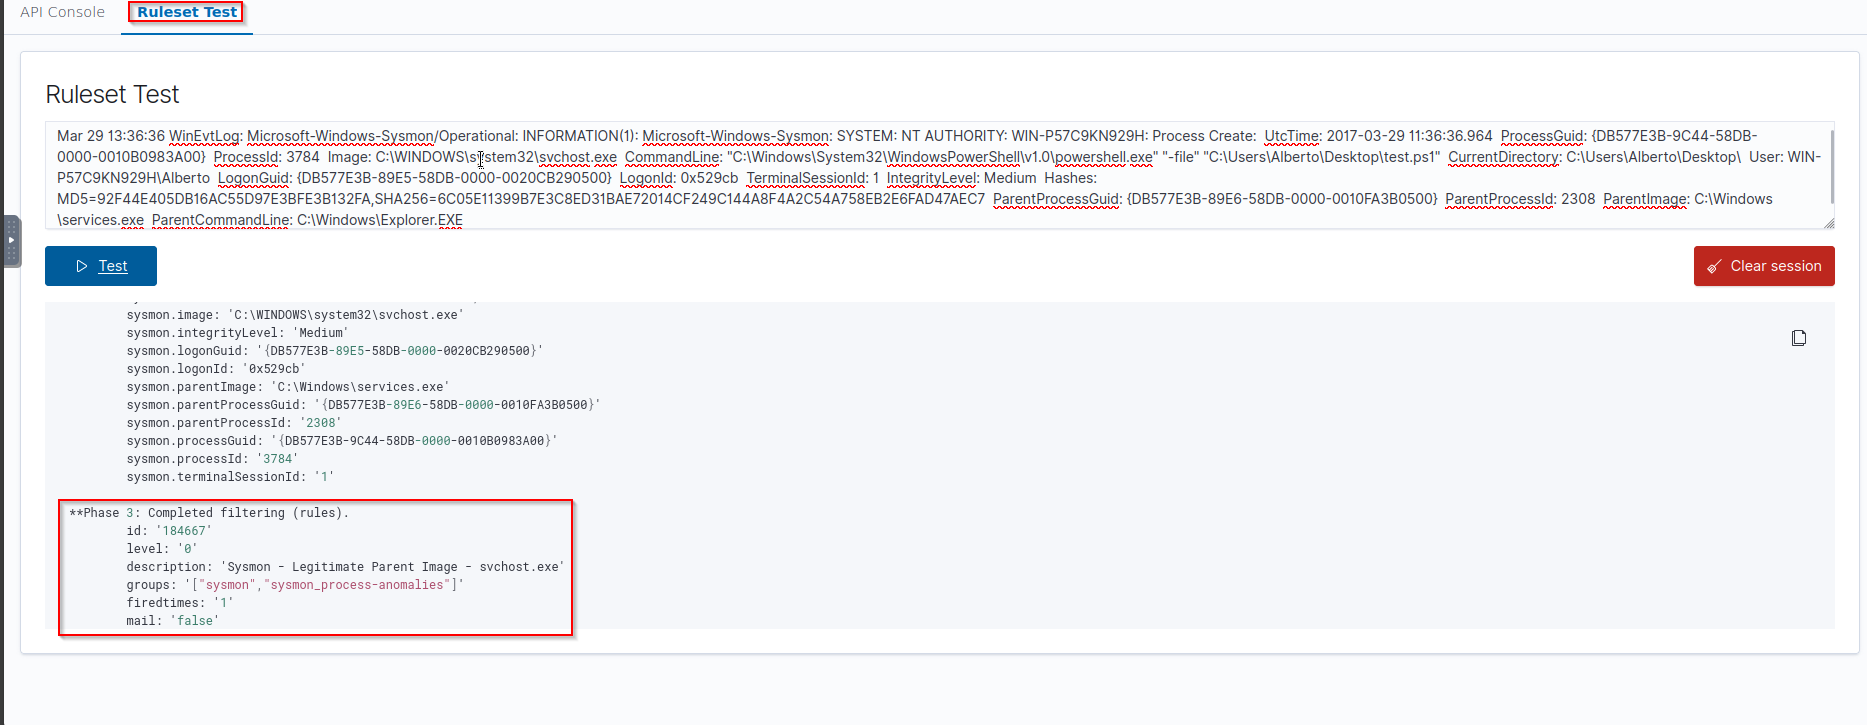 API Console Ruleset Test
Ruleset Test
Mar 29 13:36:36 WinEvtLog: Microsoft-Windows-Sysmon/Operational: INFORMATION(1): Microsoft-Windows-Sysmon: SYSTEM: NT AUTHORITY: WIN-P57C9KN929H: Process Create:  UtcTime: 2017-03-29 11:36:36.964  ProcessGuid: {DB577E3B-9C44-58DB-
0000-0010B0983A00}  ProcessId: 3784  Image: C:\WINDOWS\system32\svchost.exe  CommandLine: "C:\Windows\System32\WindowsPowerShell\v1.0\powershell.exe" "-file" "C:\Users\Alberto\Desktop\test.ps1"  CurrentDirectory: C:\Users\Alberto\Desktop\  User: WIN-
P57C9KN929H\Alberto  LogonGuid: {DB577E3B-89E5-58DB-0000-0020CB290500}  LogonId: 0x529cb  TerminalSessionId: 1  IntegrityLevel: Medium  Hashes:
MD5=92F44E405DB16AC55D97E3BFE3B132FA,SHA256=6C05E11399B7E3C8ED31BAE72014CF249C144A8F4A2C54A758EB2E6FAD47AEC7  ParentProcessGuid: {DB577E3B-89E6-58DB-0000-0010FA3B0500}  ParentProcessId: 2308  ParentImage: C:\Windows
\services.exe  ParentCommandLine: C:\Windows\Explorer.EXE
Test
Clear session
sysmon.image: 'C:\WINDOWS\system32\svchost.exe'
sysmon.integrityLevel: 'Medium'
sysmon.logonGuid: '{DB577E3B-89E5-58DB-0000-0020CB290500}'
sysmon.logonId: '0x529cb'
sysmon.parentImage: 'C:\Windows\services.exe'
sysmon.parentProcessGuid: '{DB577E3B-89E6-58DB-0000-0010FA3B0500}'
sysmon.parentProcessId: '2308'
sysmon.processGuid: '{DB577E3B-9C44-58DB-0000-0010B0983A00}'
sysmon.processId: '3784'
sysmon.terminalSessionId: '1'
**Phase 3: Completed filtering (rules).
id: '184667'
level: '0'
description: 'Sysmon - Legitimate Parent Image - svchost.exe'
groups: '["sysmon","sysmon_process-anomalies"]'
firedtimes: '1'
mail: 'false'